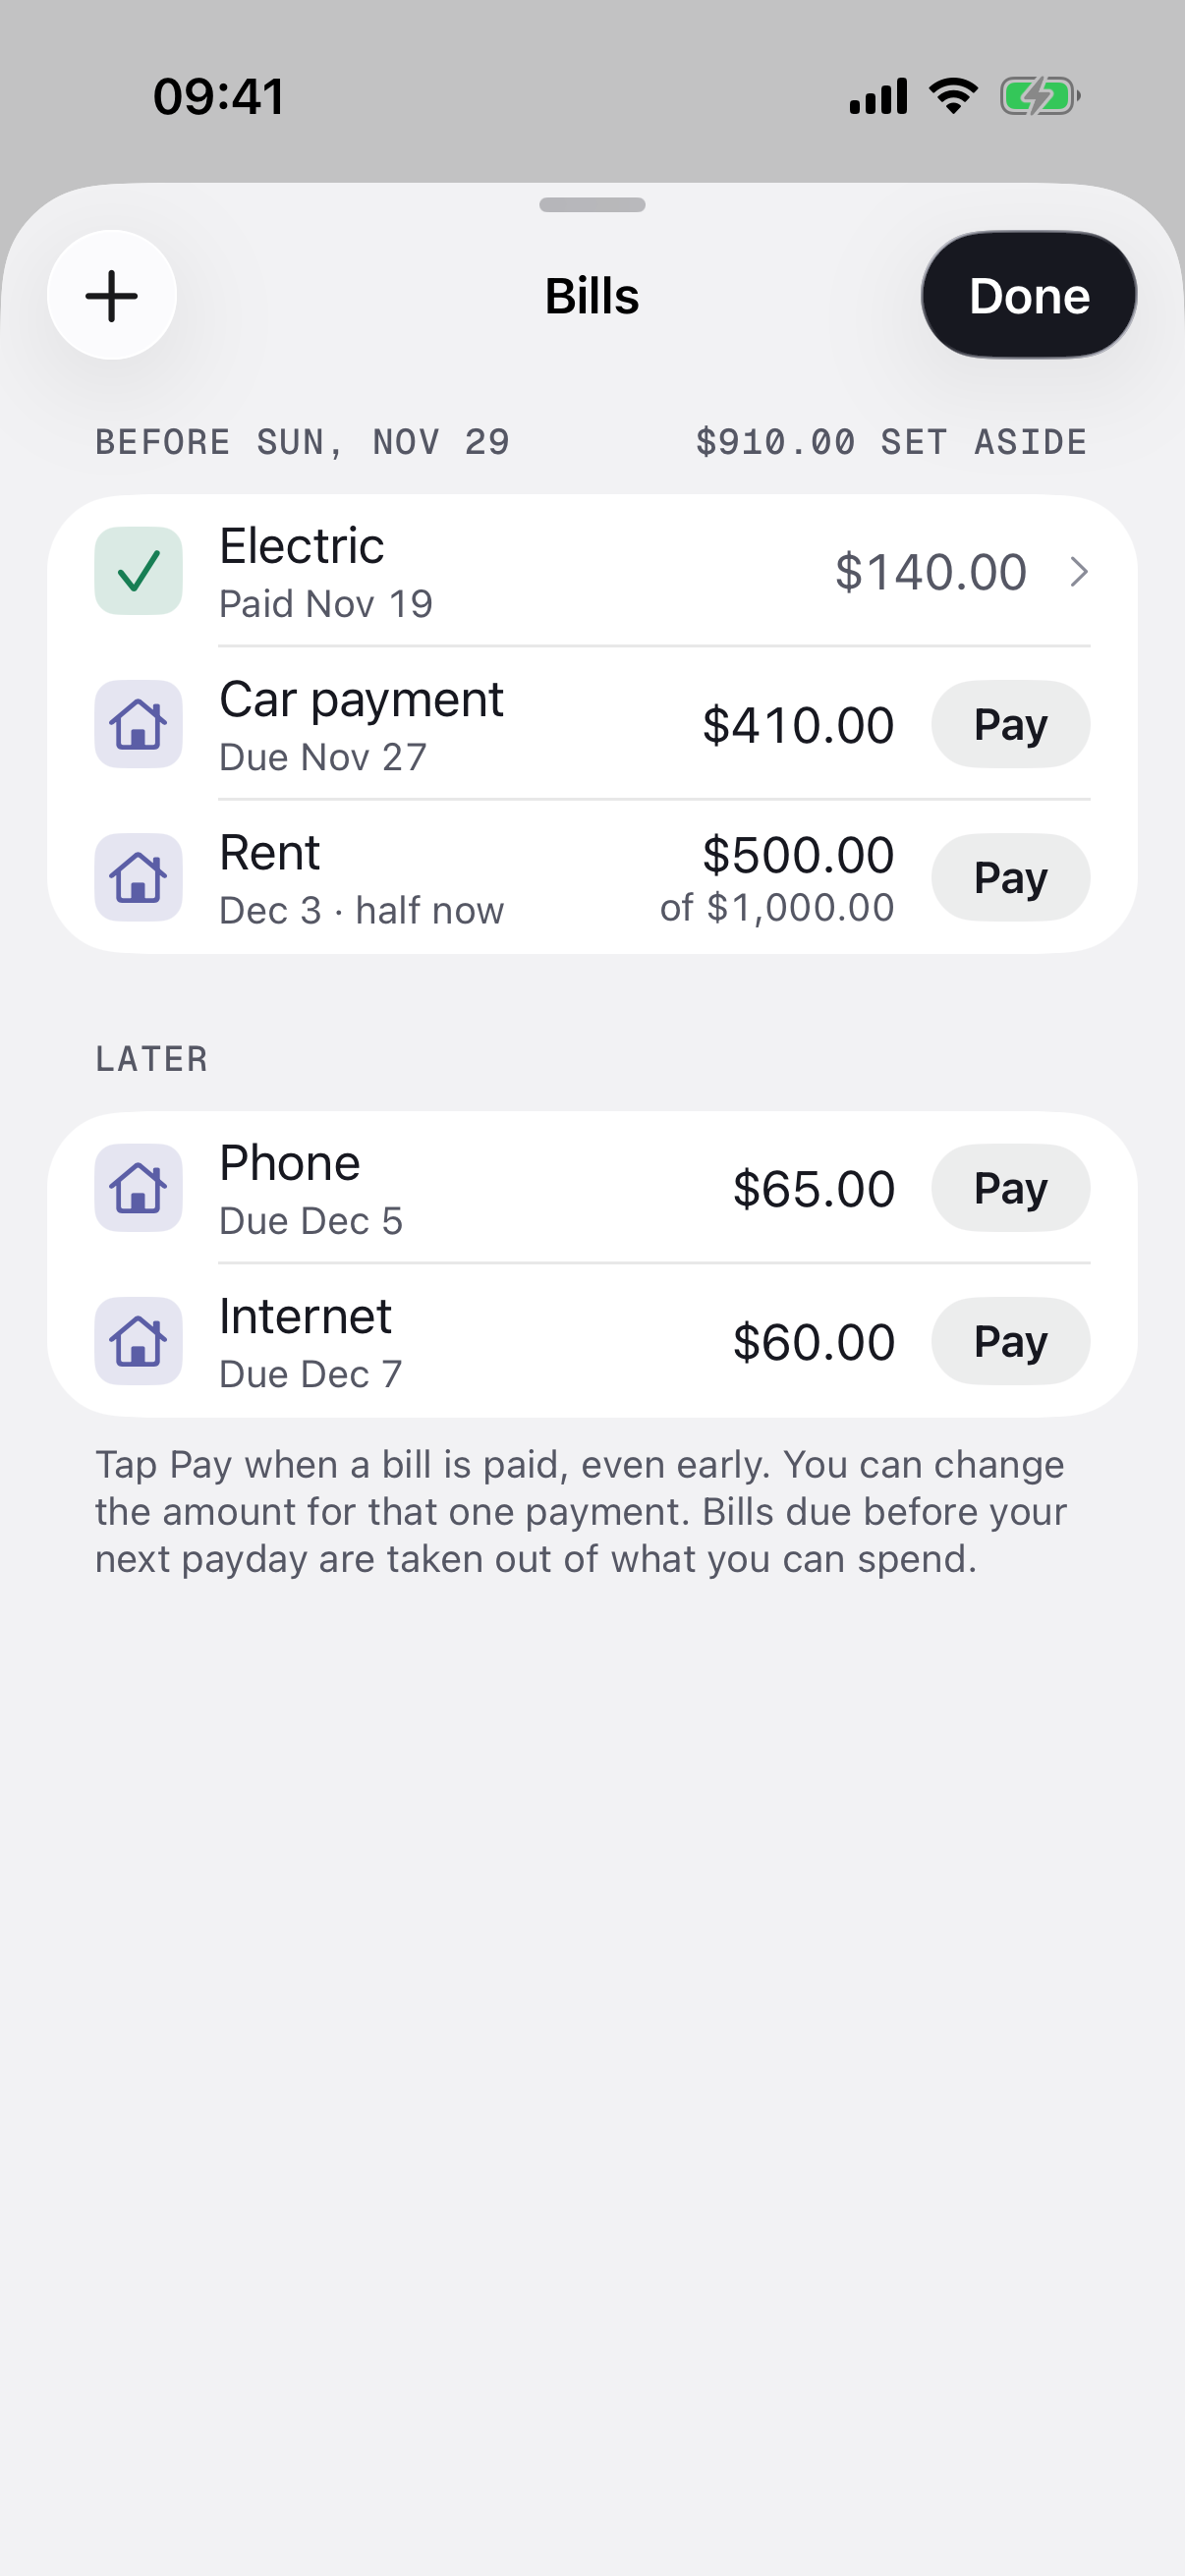 09:41
Bills
Done
BEFORE SUN, NOV 29
$910.00 SET ASIDE
Electric
Paid Nov 19
$140.00
Car payment
Due Nov 27
$410.00
Pay
Rent
Dec 3 · half now
$500.00
of $1,000.00
Pay
LATER
Phone
Due Dec 5
$65.00
Pay
Internet
Due Dec 7
$60.00
Pay
Tap Pay when a bill is paid, even early. You can change
the amount for that one payment. Bills due before your
next payday are taken out of what you can spend.